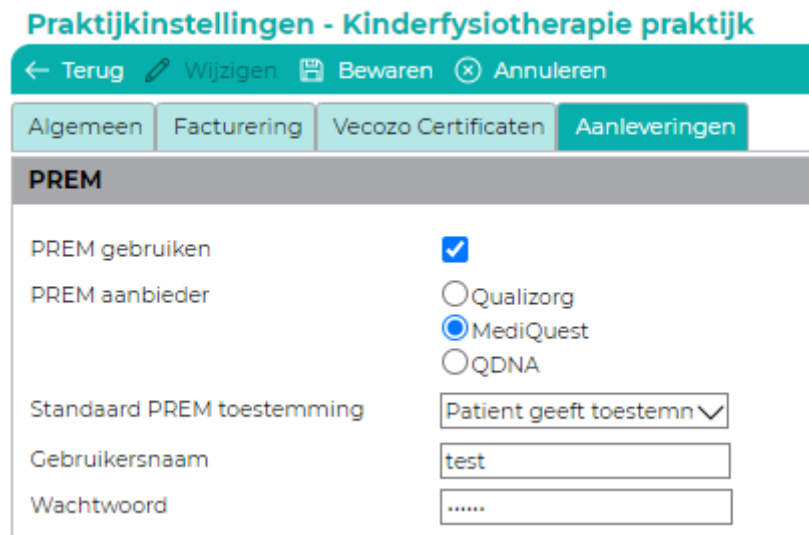 Praktijkinstellingen - Kinderfysiotherapie praktijk
← Terug Wijzigen Bewaren Annuleren
Algemeen Facturering Vecozo Certificaten Aanleveringen
PREM
PREM gebruiken
PREM aanbieder Qualizorg
MediQuest
QDNA
Standaard PREM toestemming Patient geeft toestemn
Gebruikersnaam test
Wachtwoord ······